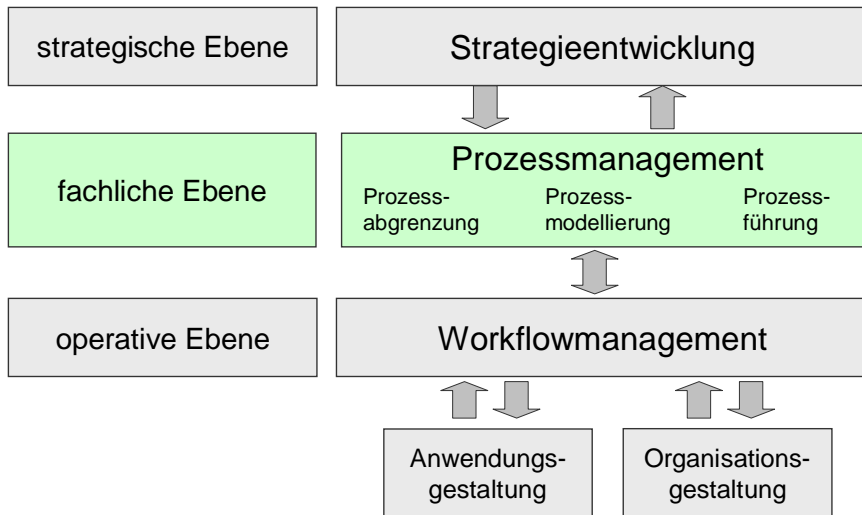 strategische Ebene
Strategieentwicklung
fachliche Ebene
Prozessmanagement
Prozess-
abgrenzung
Prozess-
modellierung
Prozess-
führung
operative Ebene
Workflowmanagement
Anwendungs-
gestaltung
Organisations-
gestaltung